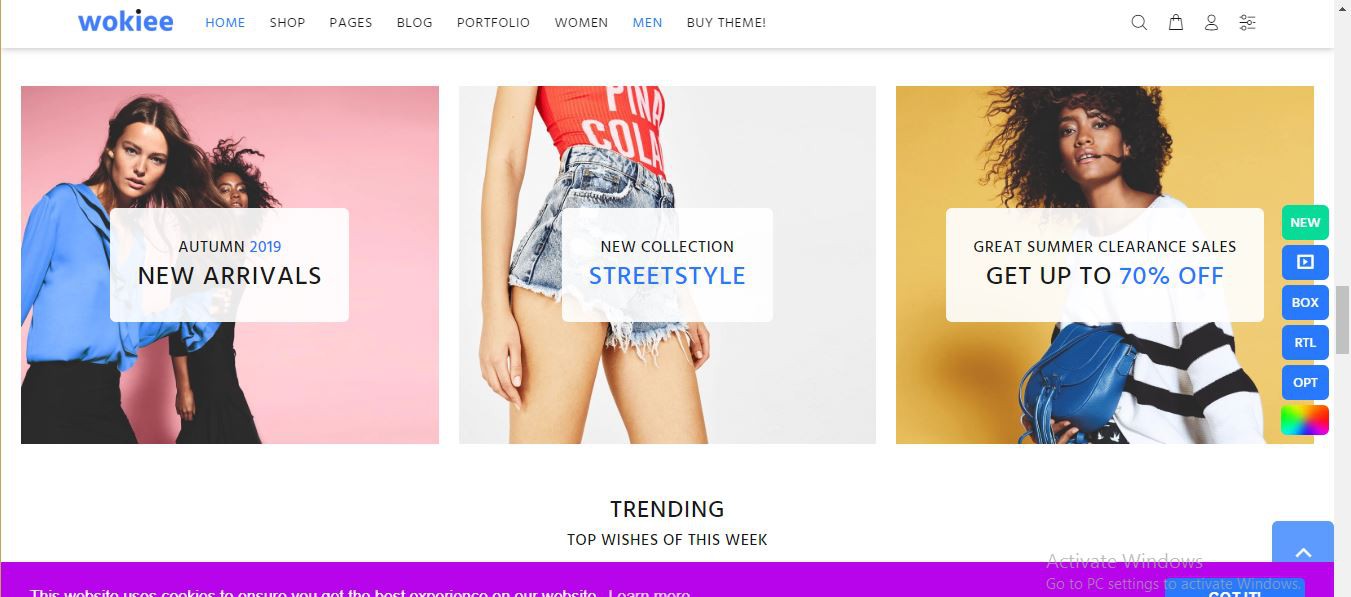 wokiee
HOME SHOP PAGES BLOG PORTFOLIO WOMEN MEN BUY THEME!
PINA
COLA
AUTUMN 2019
NEW ARRIVALS
NEW COLLECTION
STREETSTYLE
GREAT SUMMER CLEARANCE SALES
GET UP TO 70% OFF
NEW
BOX
RTL
OPT
TRENDING
TOP WISHES OF THIS WEEK
Activate Windows
Go to PC settings to activate Windows.
This website uses cookies to ensure you get the best experience on our website. Learn more
GOT IT!